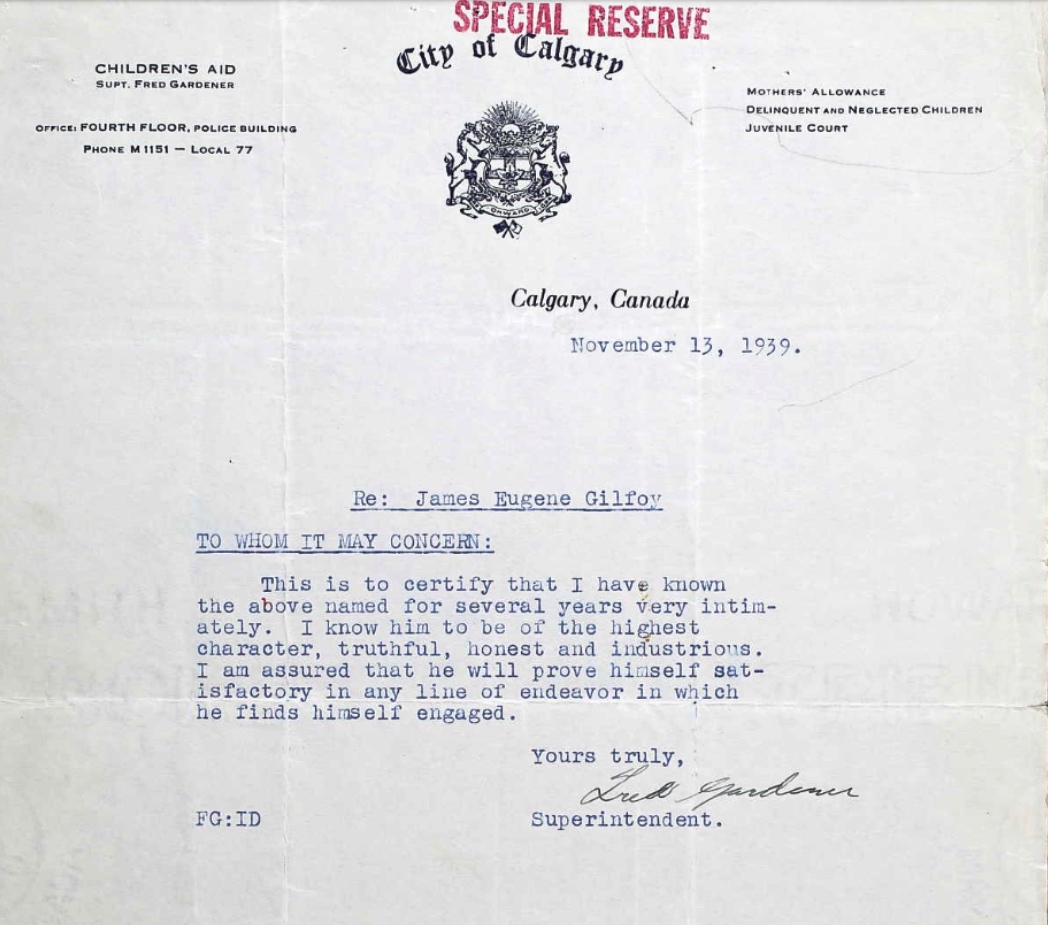 SPECIAL RESERVE
City of Calgary
CHILDREN'S AID
SUPT. FRED GARDENER
OFFICE: FOURTH FLOOR, POLICE BUILDING
PHONE M1151 — LOCAL 77
MOTHERS' ALLOWANCE
DELINQUENT AND NEGLECTED CHILDREN
JUVENILE COURT
ONWARD
Calgary, Canada
November 13, 1939.
Re: James Eugene Gilfoy
TO WHOM IT MAY CONCERN:
This is to certify that I have known
the above named for several years very intim-
ately. I know him to be of the highest
character, truthful, honest and industrious.
I am assured that he will prove himself sat-
isfactory in any line of endeavor in which
he finds himself engaged.
Yours truly,
Fred Gardener
FG:ID
Superintendent.